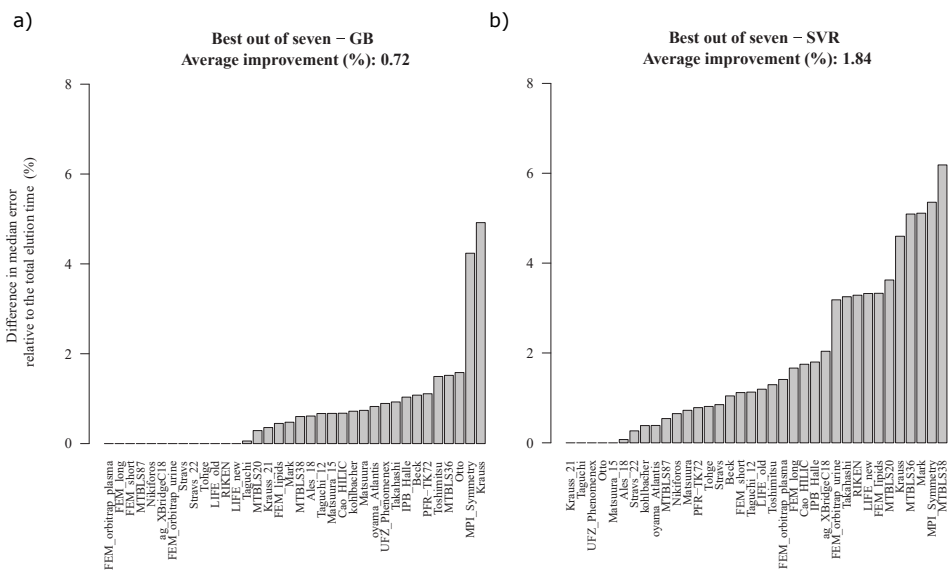 a)
Best out of seven − GB
Average improvement (%): 0.72
Difference in median error
relative to the total elution time (%)
8
6
4
2
0
FEM_orbitrap_plasma
FEM_long
FEM_short
MTBLS87
Nikiforos
ag_XBridgeC18
FEM_orbitrap_urine
Stravs
Stravs_22
Tohge
LIFE_old
RIKEN
LIFE_new
Taguchi
MTBLS20
Krauss_21
FEM_lipids
Mark
MTBLS38
Ales_18
Taguchi_12
Matsuura_15
Cao_HILIC
kohlbacher
Matsuura
oyama_Atlantis
UFZ_Phenomenex
Takahashi
IPB_Halle
Beck
PFR−TK72
Toshimitsu
MTBLS36
Otto
MPI_Symmetry
Krauss
b)
Best out of seven − SVR
Average improvement (%): 1.84
8
6
4
2
0
Krauss_21
Taguchi
UFZ_Phenomenex
Otto
Matsuura_15
Ales_18
Stravs_22
kohlbacher
oyama_Atlantis
MTBLS87
Nikiforos
Matsuura
PFR−TK72
Tohge
Stravs
Beck
FEM_short
Taguchi_12
LIFE_old
Toshimitsu
FEM_orbitrap_plasma
FEM_long
Cao_HILIC
IPB_Halle
ag_XBridgeC18
FEM_orbitrap_urine
Takahashi
RIKEN
LIFE_new
FEM_lipids
MTBLS20
Krauss
MTBLS36
Mark
MPI_Symmetry
MTBLS38